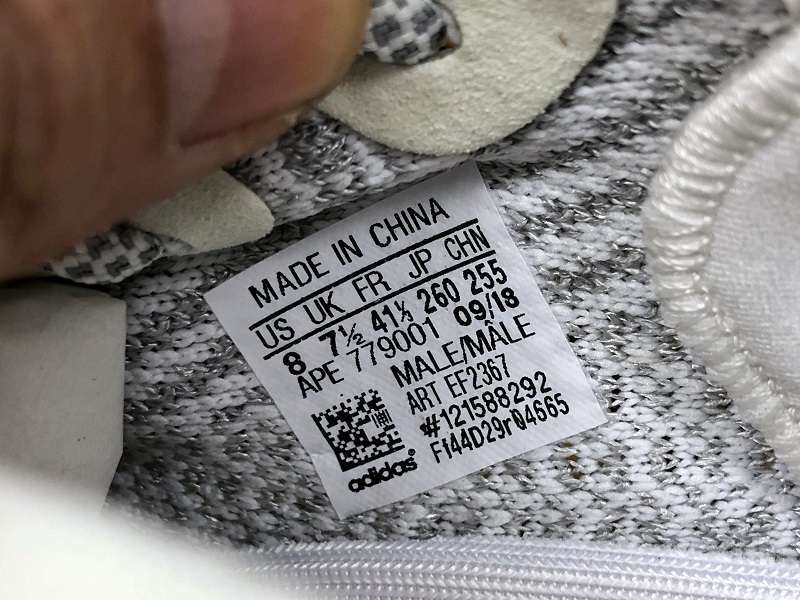 MADE IN CHINA
US UK FR JP CHN
8 7½ 41⅓ 260 255
APE 779001 09/18
MALE/MÂLE
ART EF2367
#121588292
F144D29r04665
adidas